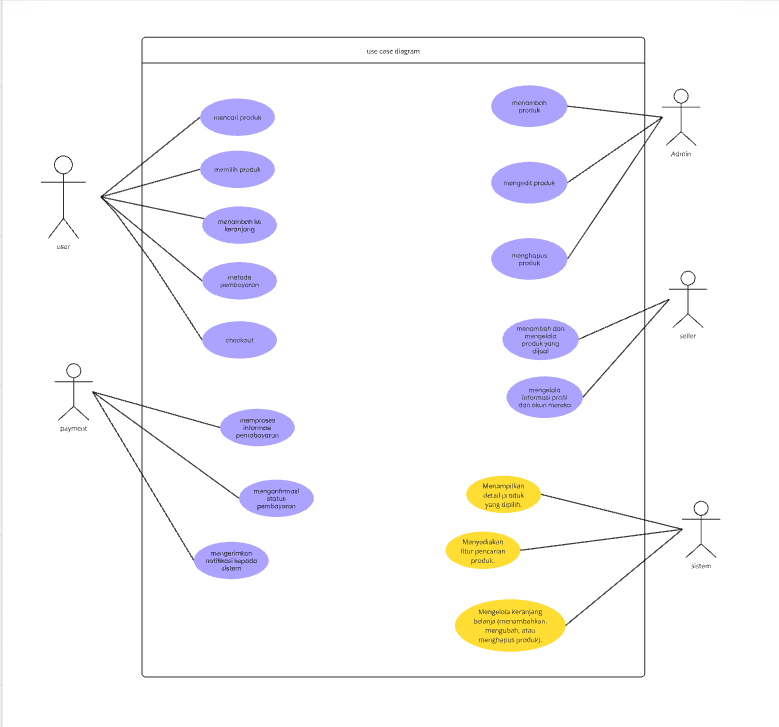 use case diagram
mencari produk
memilih produk
menambah ke
keranjang
metode
pembayaran
checkout
user
payment
memproses
informasi
pembayaran
mengonfirmasi
status
pembayaran
mengirimkan
notifikasi kepada
sistem
menambah
produk
mengedit produk
menghapus
produk
Admin
menambah dan
mengelola
produk yang
dijual
mengelola
informasi profil
dan akun mereka
seller
Menampilkan
detail produk
yang dipilih.
Menyediakan
fitur pencarian
produk.
Mengelola keranjang
belanja (menambahkan,
mengubah, atau
menghapus produk).
sistem